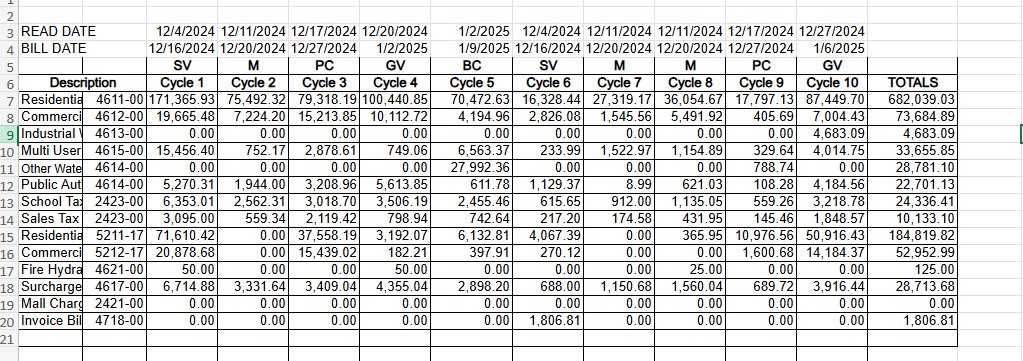 1
2
3 READ DATE 12/4/2024 12/11/2024 12/17/2024 12/20/2024 1/2/2025 12/4/2024 12/11/2024 12/11/2024 12/17/2024 12/27/2024
4 BILL DATE 12/16/2024 12/20/2024 12/27/2024 1/2/2025 1/9/2025 12/16/2024 12/20/2024 12/20/2024 12/27/2024 1/6/2025
5 SV M PC GV BC SV M M PC GV
6 Description Cycle 1 Cycle 2 Cycle 3 Cycle 4 Cycle 5 Cycle 6 Cycle 7 Cycle 8 Cycle 9 Cycle 10 TOTALS
7 Residentia 4611-00 171,365.93 75,492.32 79,318.19 100,440.85 70,472.63 16,328.44 27,319.17 36,054.67 17,797.13 87,449.70 682,039.03
8 Commerci 4612-00 19,665.48 7,224.20 15,213.85 10,112.72 4,194.96 2,826.08 1,545.56 5,491.92 405.69 7,004.43 73,684.89
9 Industrial 4613-00 0.00 0.00 0.00 0.00 0.00 0.00 0.00 0.00 0.00 4,683.09 4,683.09
10 Multi User 4615-00 15,456.40 752.17 2,878.61 749.06 6,563.37 233.99 1,522.97 1,154.89 329.64 4,014.75 33,655.85
11 Other Wate 4614-00 0.00 0.00 0.00 0.00 27,992.36 0.00 0.00 0.00 788.74 0.00 28,781.10
12 Public Aut 4614-00 5,270.31 1,944.00 3,208.96 5,613.85 611.78 1,129.37 8.99 621.03 108.28 4,184.56 22,701.13
13 School Tax 2423-00 6,353.01 2,562.31 3,018.70 3,506.19 2,455.46 615.65 912.00 1,135.05 559.26 3,218.78 24,336.41
14 Sales Tax 2423-00 3,095.00 559.34 2,119.42 798.94 742.64 217.20 174.58 431.95 145.46 1,848.57 10,133.10
15 Residentia 5211-17 71,610.42 0.00 37,558.19 3,192.07 6,132.81 4,067.39 0.00 365.95 10,976.56 50,916.43 184,819.82
16 Commerci 5212-17 20,878.68 0.00 15,439.02 182.21 397.91 270.12 0.00 0.00 1,600.68 14,184.37 52,952.99
17 Fire Hydra 4621-00 50.00 0.00 0.00 50.00 0.00 0.00 0.00 25.00 0.00 0.00 125.00
18 Surcharge 4617-00 6,714.88 3,331.64 3,409.04 4,355.04 2,898.20 688.00 1,150.68 1,560.04 689.72 3,916.44 28,713.68
19 Mall Charg 2421-00 0.00 0.00 0.00 0.00 0.00 0.00 0.00 0.00 0.00 0.00 0.00
20 Invoice Bil 4718-00 0.00 0.00 0.00 0.00 0.00 1,806.81 0.00 0.00 0.00 0.00 1,806.81
21